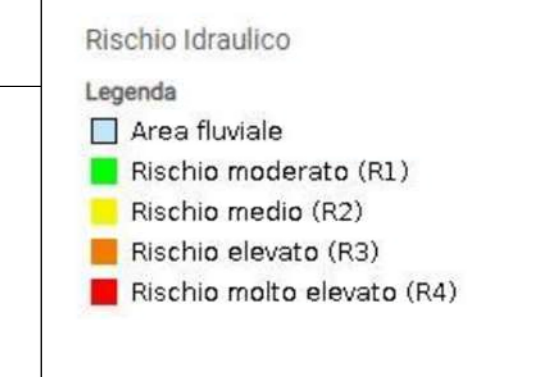 Rischio Idraulico
Legenda
Area fluviale
Rischio moderato (R1)
Rischio medio (R2)
Rischio elevato (R3)
Rischio molto elevato (R4)